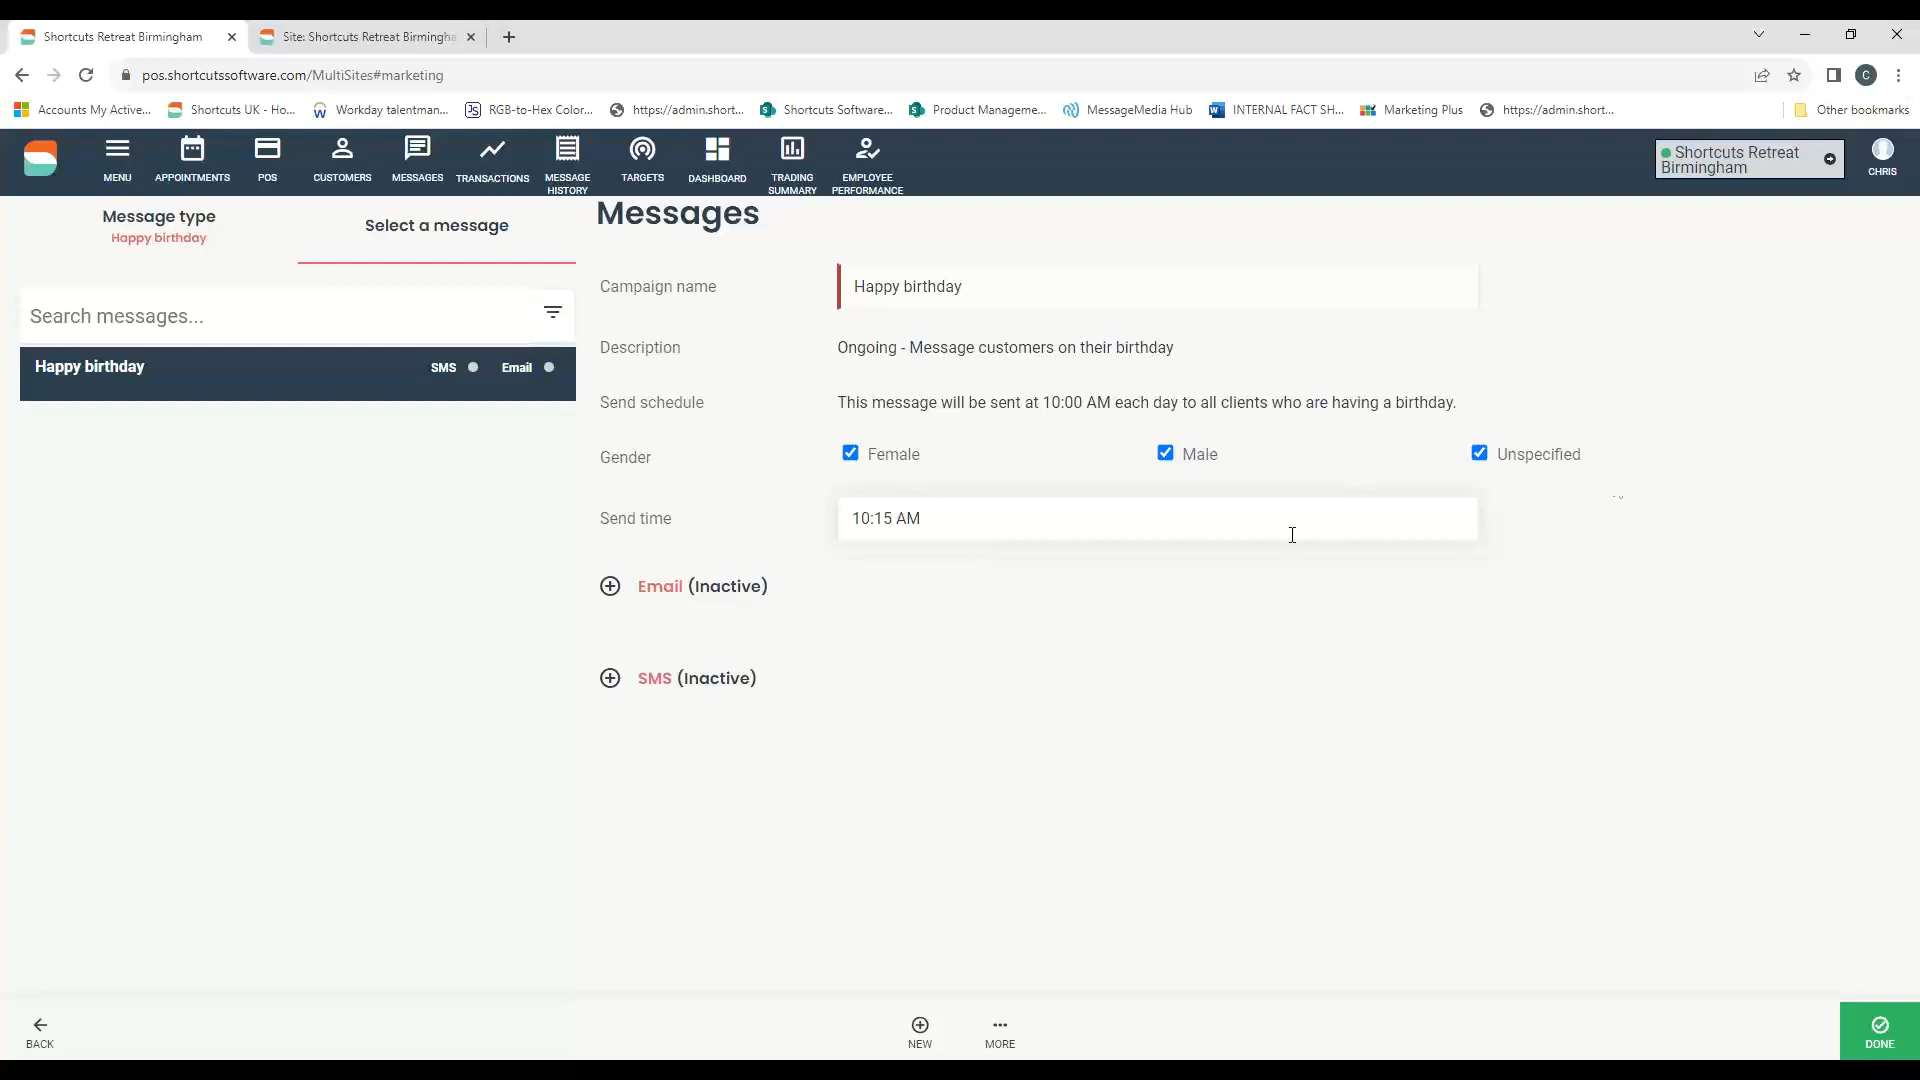 Shortcuts Retreat Birmingham
Site: Shortcuts Retreat Birmingha
pos.shortcutssoftware.com/MultiSites#marketing
C
Accounts My Active...
Shortcuts UK - Ho...
Workday talentman...
JS
RGB-to-Hex Color...
https://admin.short...
Shortcuts Software...
Product Manageme...
MessageMedia Hub
INTERNAL FACT SH...
Marketing Plus
https://admin.short...
Other bookmarks
MENU
APPOINTMENTS
POS
CUSTOMERS
MESSAGES
TRANSACTIONS
MESSAGE
HISTORY
TARGETS
DASHBOARD
TRADING
SUMMARY
EMPLOYEE
PERFORMANCE
Shortcuts Retreat
Birmingham
CHRIS
Message type
Happy birthday
Select a message
Search messages...
Happy birthday SMS Email
Messages
Campaign name Happy birthday
Description Ongoing - Message customers on their birthday
Send schedule This message will be sent at 10:00 AM each day to all clients who are having a birthday.
Gender Female Male Unspecified
Send time 10:15 AM
Email (Inactive)
SMS (Inactive)
BACK
NEW
MORE
DONE